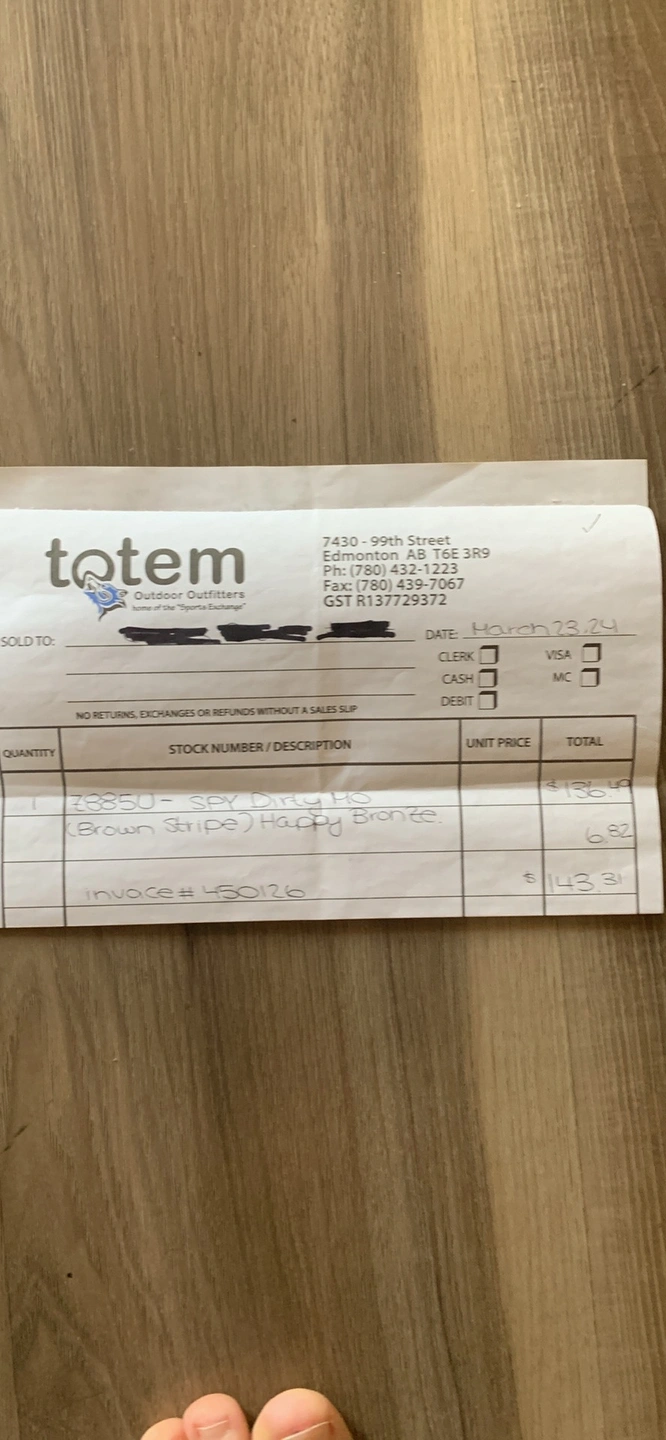 totem
Outdoor Outfitters
home of the "Sports Exchange"
7430 - 99th Street
Edmonton AB T6E 3R9
Ph: (780) 432-1223
Fax: (780) 439-7067
GST R137729372
SOLD TO:
DATE: March 23.24
CLERK VISA
CASH MC
DEBIT
NO RETURNS, EXCHANGES OR REFUNDS WITHOUT A SALES SLIP
QUANTITY STOCK NUMBER / DESCRIPTION UNIT PRICE TOTAL
1 7885U - SPY Dirty MO $136.49
(Brown Stripe) Happy Bronze. 6.82
invoice# 450126 $ 143.31